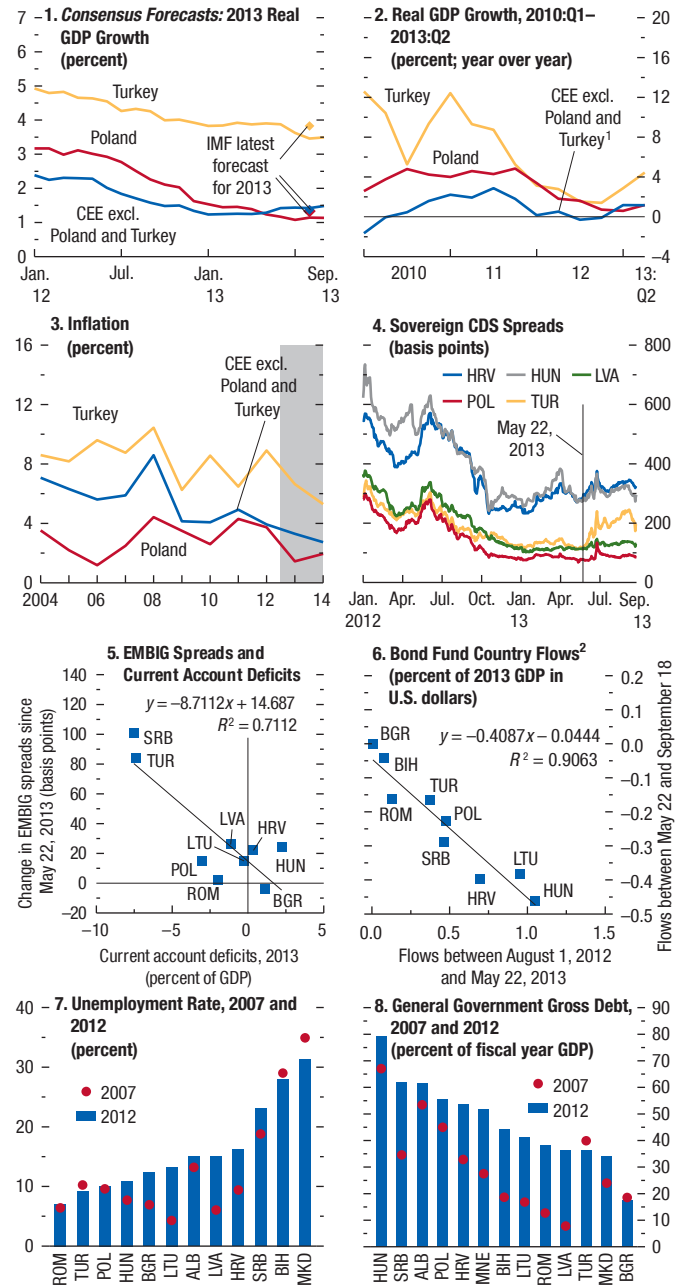 1. Consensus Forecasts: 2013 Real
GDP Growth
(percent)
7
6
5
4
3
2
1
0
Turkey
Poland
IMF latest
forecast
for 2013
CEE excl.
Poland and Turkey
Jan.
12
Jul.
Jan.
13
Sep.
13
2. Real GDP Growth, 2010:Q1–
2013:Q2
(percent; year over year)
20
16
12
8
4
0
–4
Turkey
CEE excl.
Poland and
Turkey1
Poland
2010
11
12
13:
Q2
3. Inflation
(percent)
16
12
8
4
0
CEE excl.
Poland and
Turkey
Turkey
Poland
2004
06
08
10
12
14
4. Sovereign CDS Spreads
(basis points)
800
600
400
200
0
HRV
HUN
LVA
POL
TUR
May 22,
2013
Jan.
2012
Apr.
Jul.
Oct.
Jan.
13
Apr.
Jul.
Sep.
13
5. EMBIG Spreads and
Current Account Deficits
140
120
100
80
60
40
20
0
–20
y = –8.7112x + 14.687
R2 = 0.7112
SRB
TUR
LVA
HRV
LTU
POL
HUN
ROM
BGR
–10
–5
0
5
Change in EMBIG spreads since
May 22, 2013 (basis points)
Current account deficits, 2013
(percent of GDP)
6. Bond Fund Country Flows2
(percent of 2013 GDP in
U.S. dollars)
0.2
0.1
0.0
–0.1
–0.2
–0.3
–0.4
–0.5
BGR
y = –0.4087x – 0.0444
R2 = 0.9063
BIH
TUR
ROM
POL
SRB
LTU
HRV
HUN
0.0
0.5
1.0
1.5
Flows between May 22 and September 18
Flows between August 1, 2012
and May 22, 2013
7. Unemployment Rate, 2007 and
2012
(percent)
40
30
20
10
0
2007
2012
ROM
TUR
POL
HUN
BGR
LTU
ALB
LVA
HRV
SRB
BIH
MKD
8. General Government Gross Debt,
2007 and 2012
(percent of fiscal year GDP)
90
80
70
60
50
40
30
20
10
0
2007
2012
HUN
SRB
ALB
POL
HRV
MNE
BIH
LTU
ROM
LVA
TUR
MKD
BGR